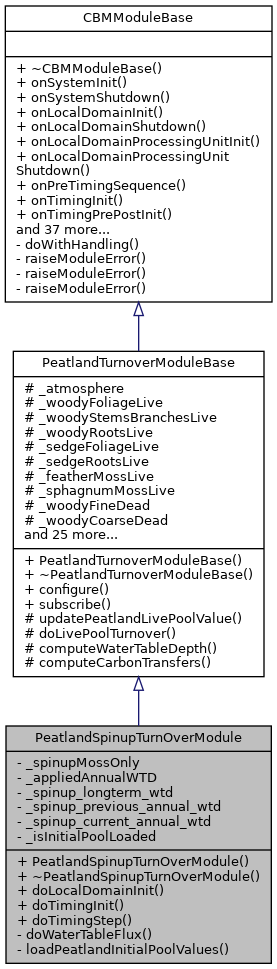 CBMModuleBase
+ ~CBMModuleBase()
+ onSystemInit()
+ onSystemShutdown()
+ onLocalDomainInit()
+ onLocalDomainShutdown()
+ onLocalDomainProcessingUnitInit()
+ onLocalDomainProcessingUnit
Shutdown()
+ onPreTimingSequence()
+ onTimingInit()
+ onTimingPrePostInit()
and 37 more...
- doWithHandling()
- raiseModuleError()
- raiseModuleError()
- raiseModuleError()
PeatlandTurnoverModuleBase
# _atmosphere
# _woodyFoliageLive
# _woodyStemsBranchesLive
# _woodyRootsLive
# _sedgeFoliageLive
# _sedgeRootsLive
# _featherMossLive
# _sphagnumMossLive
# _woodyFineDead
# _woodyCoarseDead
and 25 more...
+ PeatlandTurnoverModuleBase()
+ ~PeatlandTurnoverModuleBase()
+ configure()
+ subscribe()
# updatePeatlandLivePoolValue()
# doLivePoolTurnover()
# computeWaterTableDepth()
# computeCarbonTransfers()
PeatlandSpinupTurnOverModule
- _spinupMossOnly
- _appliedAnnualWTD
- _spinup_longterm_wtd
- _spinup_previous_annual_wtd
- _spinup_current_annual_wtd
- _isInitialPoolLoaded
+ PeatlandSpinupTurnOverModule()
+ ~PeatlandSpinupTurnOverModule()
+ doLocalDomainInit()
+ doTimingInit()
+ doTimingStep()
- doWaterTableFlux()
- loadPeatlandInitialPoolValues()